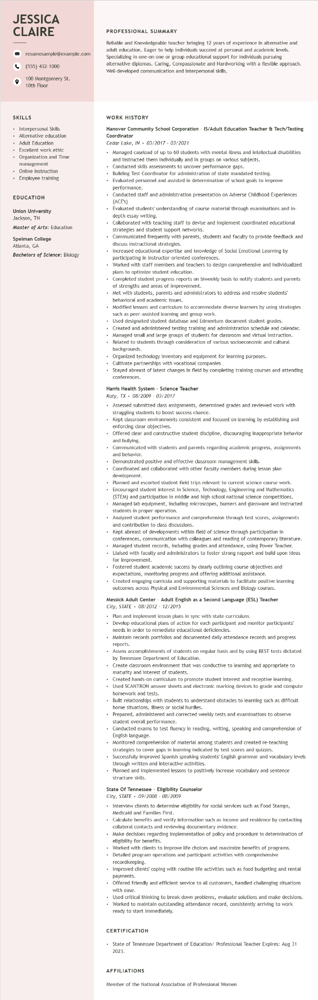 JESSICA
CLAIRE
resumesample@example.com
(555) 432-1000
100 Montgomery St.
10th Floor
PROFESSIONAL SUMMARY
Reliable and Knowledgeable teacher bringing 12 years of experience in alternative and
adult education. Eager to help individuals succeed at personal and academic levels.
Specializing in one-on-one or group educational support for individuals pursuing
alternative diplomas. Caring, Compassionate and Hardworking with a flexible approach.
Well-developed communication and interpersonal skills.
SKILLS
• Interpersonal Skills
• Alternative education
• Adult Education
• Excellent work ethic
• Organization and Time
management
• Online Instruction
• Employee training
EDUCATION
Union University
Jackson, TN
Master of Arts: Education
Spelman College
Atlanta, GA
Bachelors of Science: Biology
WORK HISTORY
Hanover Community School Corporation - IS/Adult Education Teacher & Tech/Testing
Coordinator
Cedar Lake, IN • 03/2017 - 03/2021
• Managed caseload of up to 60 students with mental illness and intellectual disabilities
and instructed them individually and in groups on various subjects.
• Conducted skills assessments to uncover performance gaps.
• Building Test Coordinator for administration of state mandated testing.
• Evaluated personnel and assisted in determination of school goals to improve
performance.
• Conducted staff and administration presentation on Adverse Childhood Experiences
(ACE's)
• Evaluated students' understanding of course material through examinations and in-
depth essay writing.
• Collaborated with teaching staff to devise and implement coordinated educational
strategies and student support networks.
• Communicated frequently with parents, students and faculty to provide feedback and
discuss instructional strategies.
• Increased educational expertise and knowledge of Social Emotional Learning by
participating in instructor-oriented conferences.
• Worked with staff members and teachers to design comprehensive and individualized
plans to optimize student education.
• Completed student progress reports on biweekly basis to notify students and parents
of strengths and areas of improvement.
• Met with students, parents and administrators to address and resolve students'
behavioral and academic issues.
• Modified lessons and curriculum to accommodate diverse learners by using strategies
such as peer-assisted learning and group work.
• Used designated student database and Edmentum document student grades.
• Created and administered testing training and administration schedule and calendar.
• Managed small and large groups of students for classroom and virtual instruction.
• Related to students through consideration of various socioeconomic and cultural
backgrounds.
• Organized technology inventory and equipment for learning purposes.
• Cultivate partnerships with vocational companies
• Stayed abreast of latest changes in field by completing training courses and attending
conferences.
Harris Health System - Science Teacher
Katy, TX • 08/2009 - 03/2017
• Assessed submitted class assignments, determined grades and reviewed work with
struggling students to boost success chance.
• Kept classroom environments consistent and focused on learning by establishing and
enforcing clear objectives.
• Offered clear and constructive student discipline, discouraging inappropriate behavior
and bullying.
• Communicated with students and parents regarding academic progress, assignments
and behavior.
• Demonstrated positive and effective classroom management skills.
• Coordinated and collaborated with other faculty members during lesson plan
development.
• Planned and escorted student field trips relevant to current science course work.
• Encouraged student interest in Science, Technology, Engineering and Mathematics
(STEM) and participation in middle and high school national science competitions.
• Managed lab equipment, including microscopes, burners and glassware and instructed
students in proper operation.
• Analyzed student performance and comprehension through test scores, assignments
and contribution to class discussions.
• Kept abreast of developments within field of science through participation in
conferences, communication with colleagues and reading of contemporary literature.
• Managed student records, including grades and attendance, using Power Teacher.
• Liaised with faculty and administrators to foster strong rapport and build upon ideas
for improvement.
• Fostered student academic success by clearly outlining course objectives and
expectations, monitoring progress and offering additional assistance.
• Created engaging curricula and supporting materials to facilitate positive learning
outcomes across Physical and Environmental Sciences and Biology courses.
Messick Adult Center - Adult English as a Second Language (ESL) Teacher
City, STATE • 08/2012 - 12/2015
• Plan and implement lesson plans in sync with state curriculum.
• Develop educational plans of action for each participant and monitor participants'
needs in order to remediate educational deficiencies.
• Maintain records portfolios and documented daily attendance records and progress
reports.
• Assess accomplishments of students on regular basis and by using BEST tests dictated
by Tennessee Department of Education.
• Create classroom environment that was conductive to learning and appropriate to
maturity and interest of students.
• Created hands-on curriculum to promote student interest and receptive learning.
• Used SCANTRON answer sheets and electronic marking devices to grade and compute
homework and tests.
• Built relationships with students to understand obstacles to learning such as difficult
home situations, illness or social hurdles.
• Prepared, administered and corrected weekly tests and examinations to observe
student overall performance.
• Conducted exams to test fluency in reading, writing, speaking and comprehension of
English language.
• Monitored comprehension of material among students and created re-teaching
strategies to cover gaps in learning indicated by test scores and quizzes.
• Successfully improved Spanish speaking students' English grammar and vocabulary levels
through written and interactive activities.
• Planned and implemented lessons to positively increase vocabulary and sentence
structure skills.
State Of Tennessee - Eligibility Counselor
City, STATE • 09/2008 - 08/2009
• Interview clients to determine eligibility for social services such as Food Stamps,
Medicaid and Families First.
• Calculate benefits and verify information such as income and residence by contacting
collateral contacts and reviewing documentary evidence.
• Make decisions regarding implementation of policy and procedure in determination of
eligibility for benefits.
• Worked with clients to improve life choices and maximize benefits of programs.
• Detailed program operations and participant activities with comprehensive
recordkeeping.
• Improved clients' coping with routine life activities such as food budgeting and rental
payments.
• Offered friendly and efficient service to all customers, handled challenging situations
with ease.
• Used critical thinking to break down problems, evaluate solutions and make decisions.
• Worked to maintain outstanding attendance record, consistently arriving to work
ready to start immediately.
CERTIFICATION
• State of Tennessee Department of Education/ Professional Teacher Expires: Aug 31
2023.
AFFILIATIONS
Member of the National Association of Professional Women